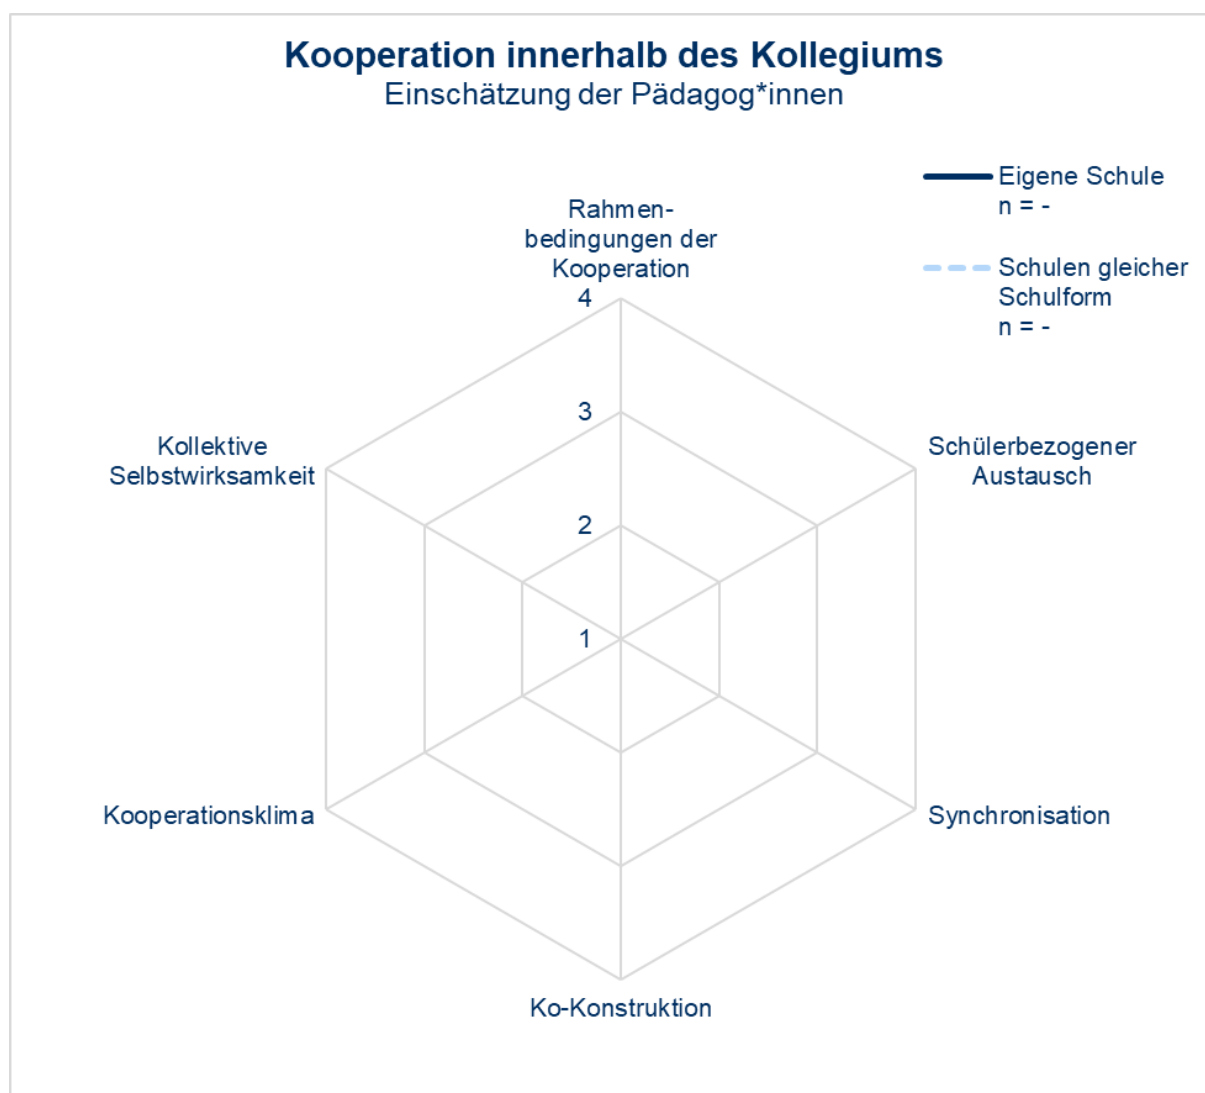 Kooperation innerhalb des Kollegiums
Einschätzung der Pädagog*innen
Eigene Schule
n = -
Schulen gleicher
Schulform
n = -
Rahmen-
bedingungen der
Kooperation
4
3
2
1
Kollektive
Selbstwirksamkeit
Schülerbezogener
Austausch
Kooperationsklima
Synchronisation
Ko-Konstruktion